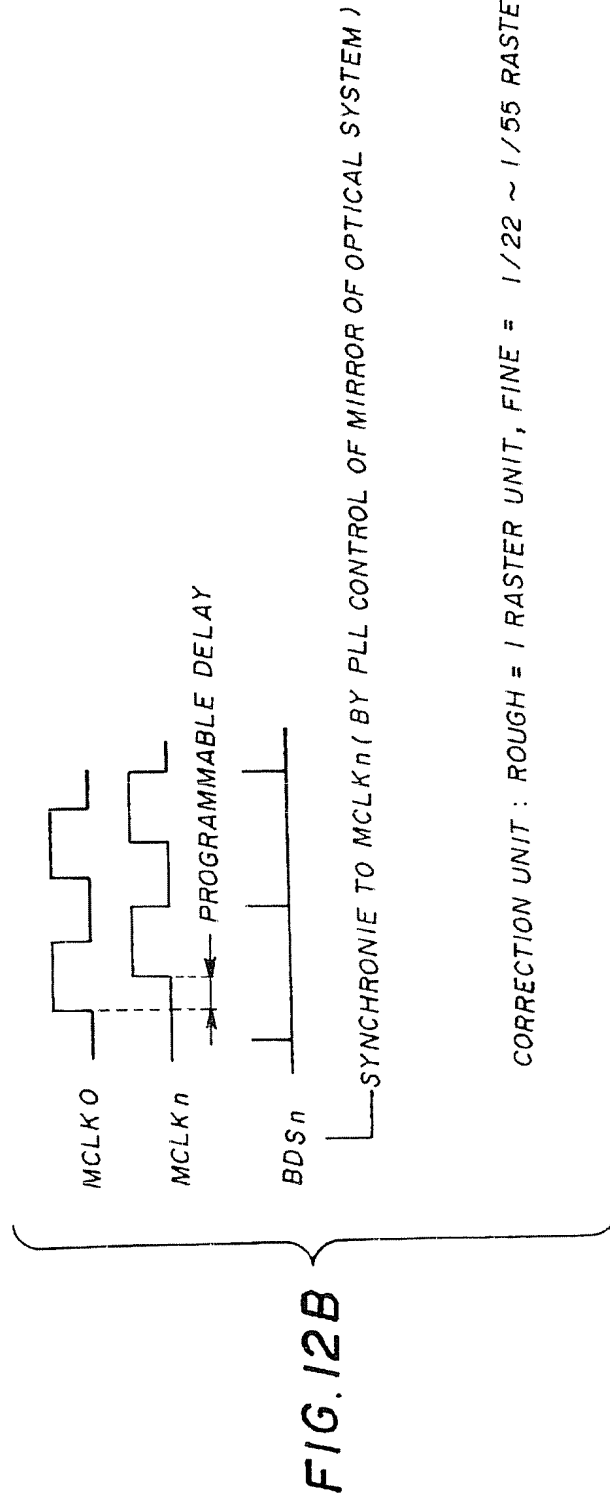 FIG. 12B
MCLK0
MCLKn
PROGRAMMABLE DELAY
BDSn
SYNCHRONIE TO MCLKn ( BY PLL CONTROL OF MIRROR OF OPTICAL SYSTEM )
CORRECTION UNIT : ROUGH = 1 RASTER UNIT, FINE = 1/22 ~ 1/55 RASTE